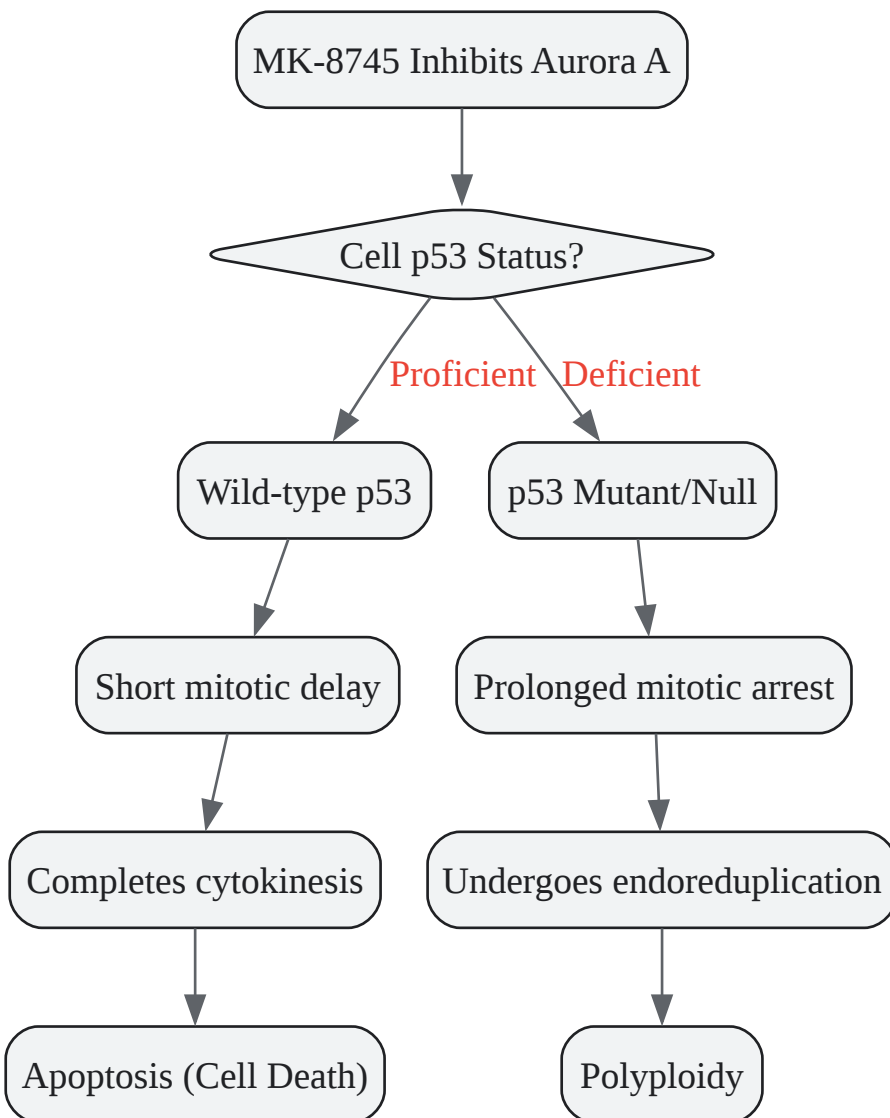 MK-8745 Inhibits Aurora A
Cell p53 Status?
Proficient
Deficient
Wild-type p53
p53 Mutant/Null
Short mitotic delay
Prolonged mitotic arrest
Completes cytokinesis
Undergoes endoreduplication
Apoptosis (Cell Death)
Polyploidy